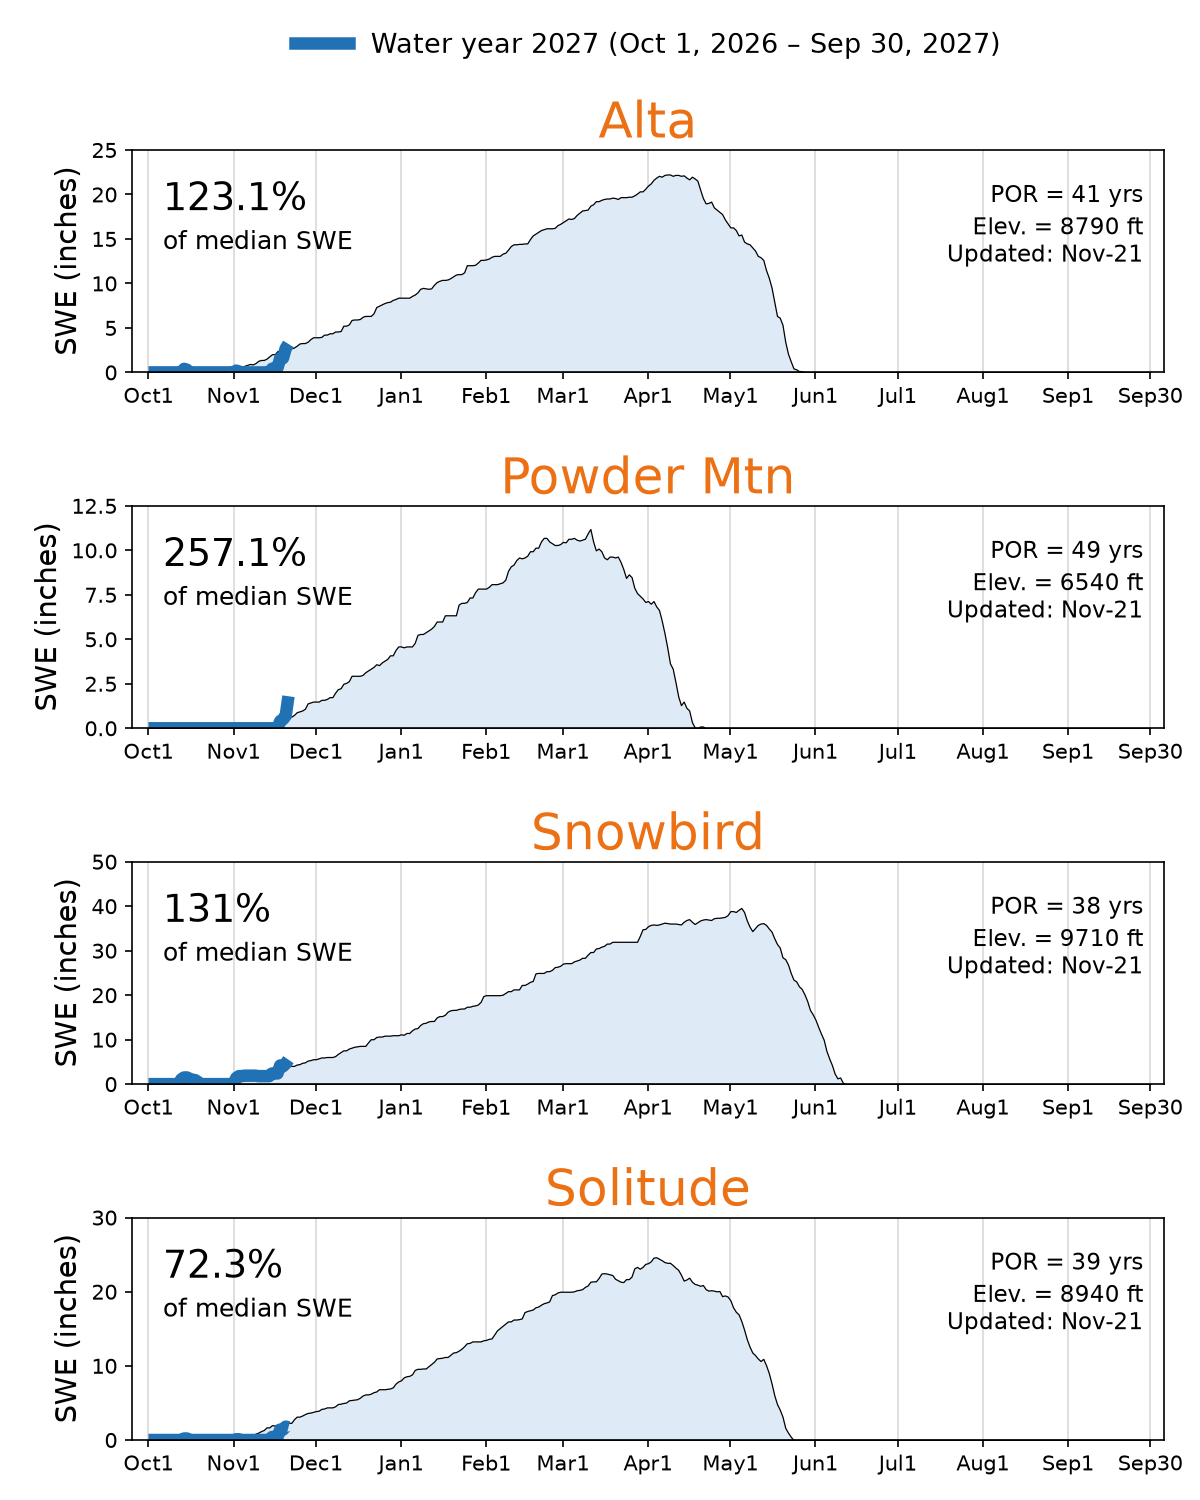 Water year 2027 (Oct 1, 2026 – Sep 30, 2027)
Alta
SWE (inches)
25
20
15
10
5
0
123.1%
of median SWE
POR = 41 yrs
Elev. = 8790 ft
Updated: Nov-21
Oct1 Nov1 Dec1 Jan1 Feb1 Mar1 Apr1 May1 Jun1 Jul1 Aug1 Sep1 Sep30
Powder Mtn
SWE (inches)
12.5
10.0
7.5
5.0
2.5
0.0
257.1%
of median SWE
POR = 49 yrs
Elev. = 6540 ft
Updated: Nov-21
Oct1 Nov1 Dec1 Jan1 Feb1 Mar1 Apr1 May1 Jun1 Jul1 Aug1 Sep1 Sep30
Snowbird
SWE (inches)
50
40
30
20
10
0
131%
of median SWE
POR = 38 yrs
Elev. = 9710 ft
Updated: Nov-21
Oct1 Nov1 Dec1 Jan1 Feb1 Mar1 Apr1 May1 Jun1 Jul1 Aug1 Sep1 Sep30
Solitude
SWE (inches)
30
20
10
0
72.3%
of median SWE
POR = 39 yrs
Elev. = 8940 ft
Updated: Nov-21
Oct1 Nov1 Dec1 Jan1 Feb1 Mar1 Apr1 May1 Jun1 Jul1 Aug1 Sep1 Sep30